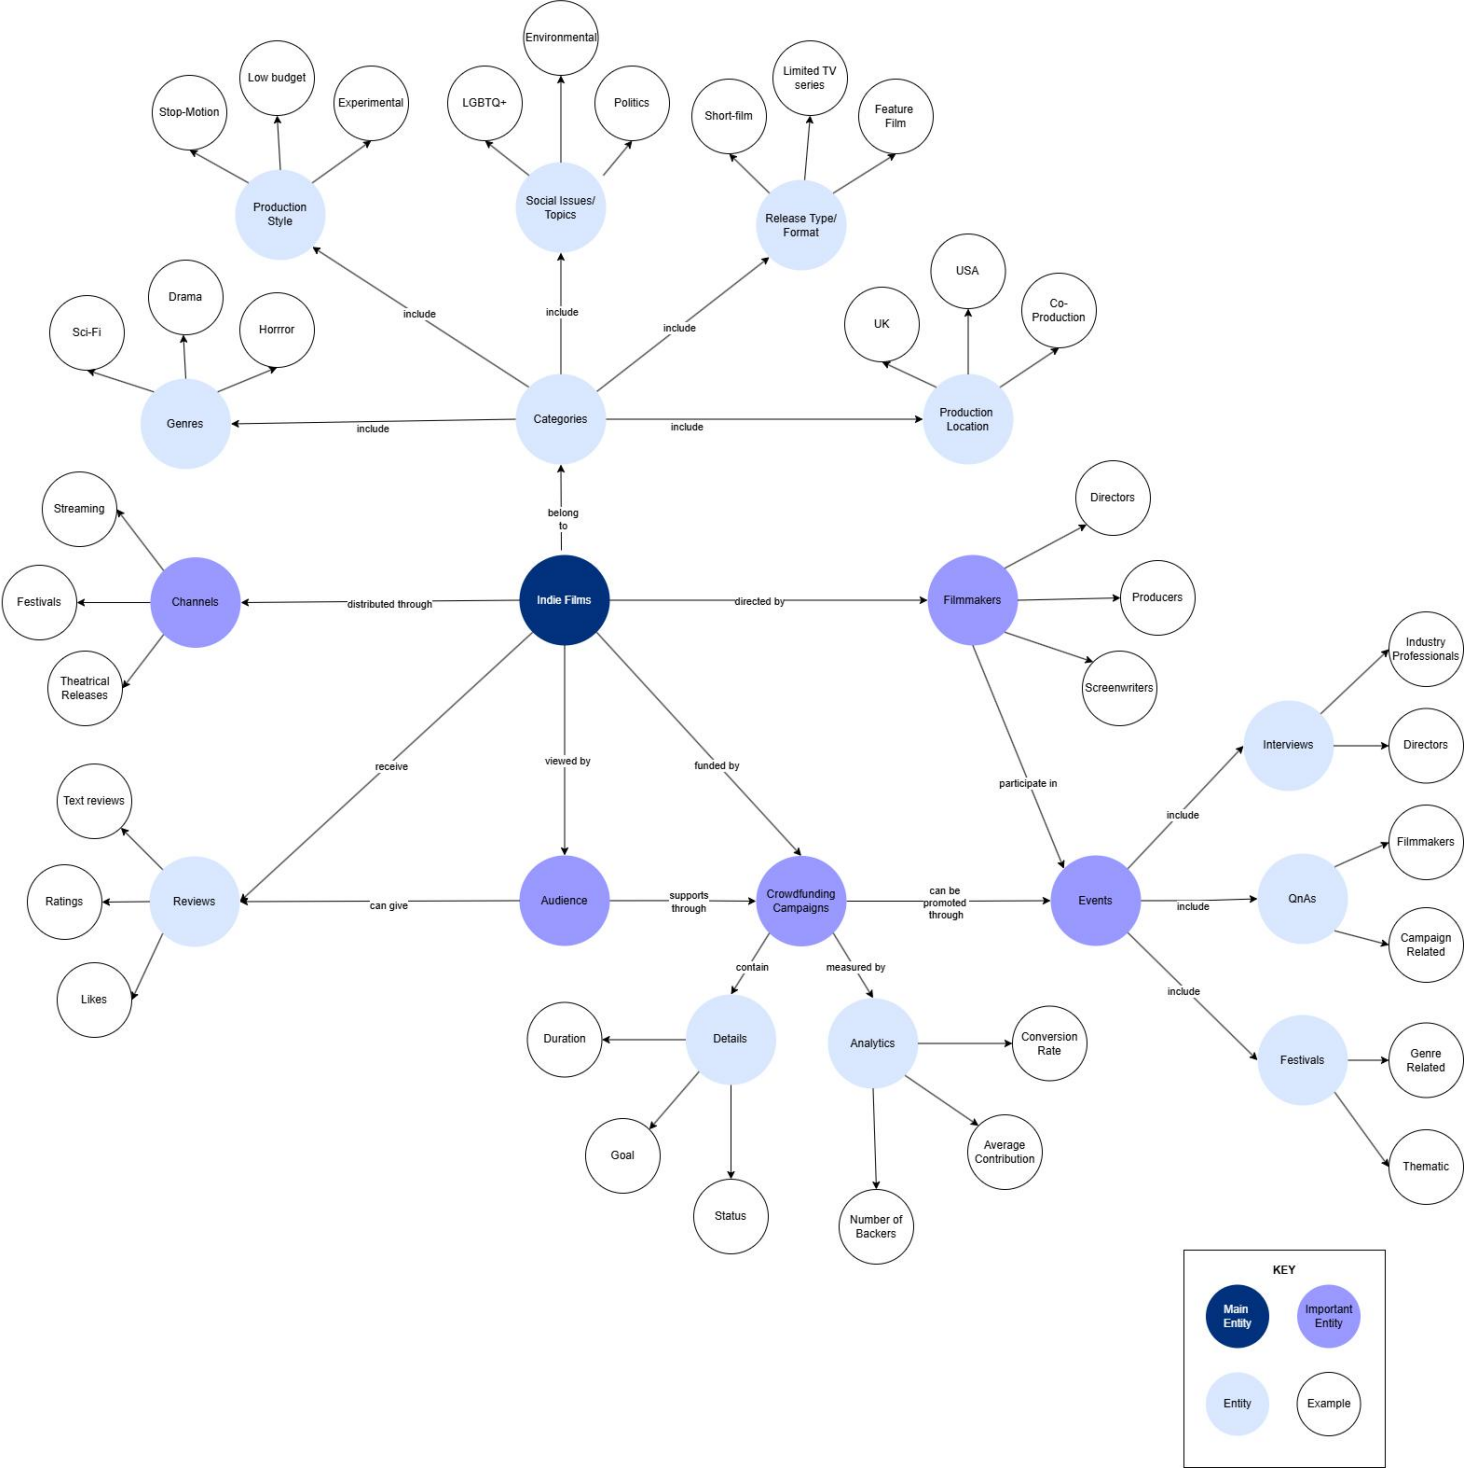 Environmental
Low budget
Limited TV
series
Stop-Motion
Experimental
LGBTQ+
Politics
Short-film
Feature
Film
Production
Style
Social Issues/
Topics
Release Type/
Format
USA
Drama
Co-
Production
Sci-Fi
Horrror
UK
include
include
include
Genres
Categories
Production
Location
include
include
Streaming
belong
to
Directors
Festivals
Channels
distributed through
Indie Films
directed by
Filmmakers
Producers
Theatrical
Releases
Screenwriters
Industry
Professionals
Interviews
Directors
receive
viewed by
funded by
participate in
Text reviews
include
Filmmakers
Ratings
Reviews
can give
Audience
supports
through
Crowdfunding
Campaigns
can be
promoted
through
Events
include
QnAs
Campaign
Related
contain
measured by
include
Likes
Duration
Details
Analytics
Conversion
Rate
Festivals
Genre
Related
Goal
Average
Contribution
Thematic
Status
Number of
Backers
KEY
Main
Entity
Important
Entity
Entity
Example